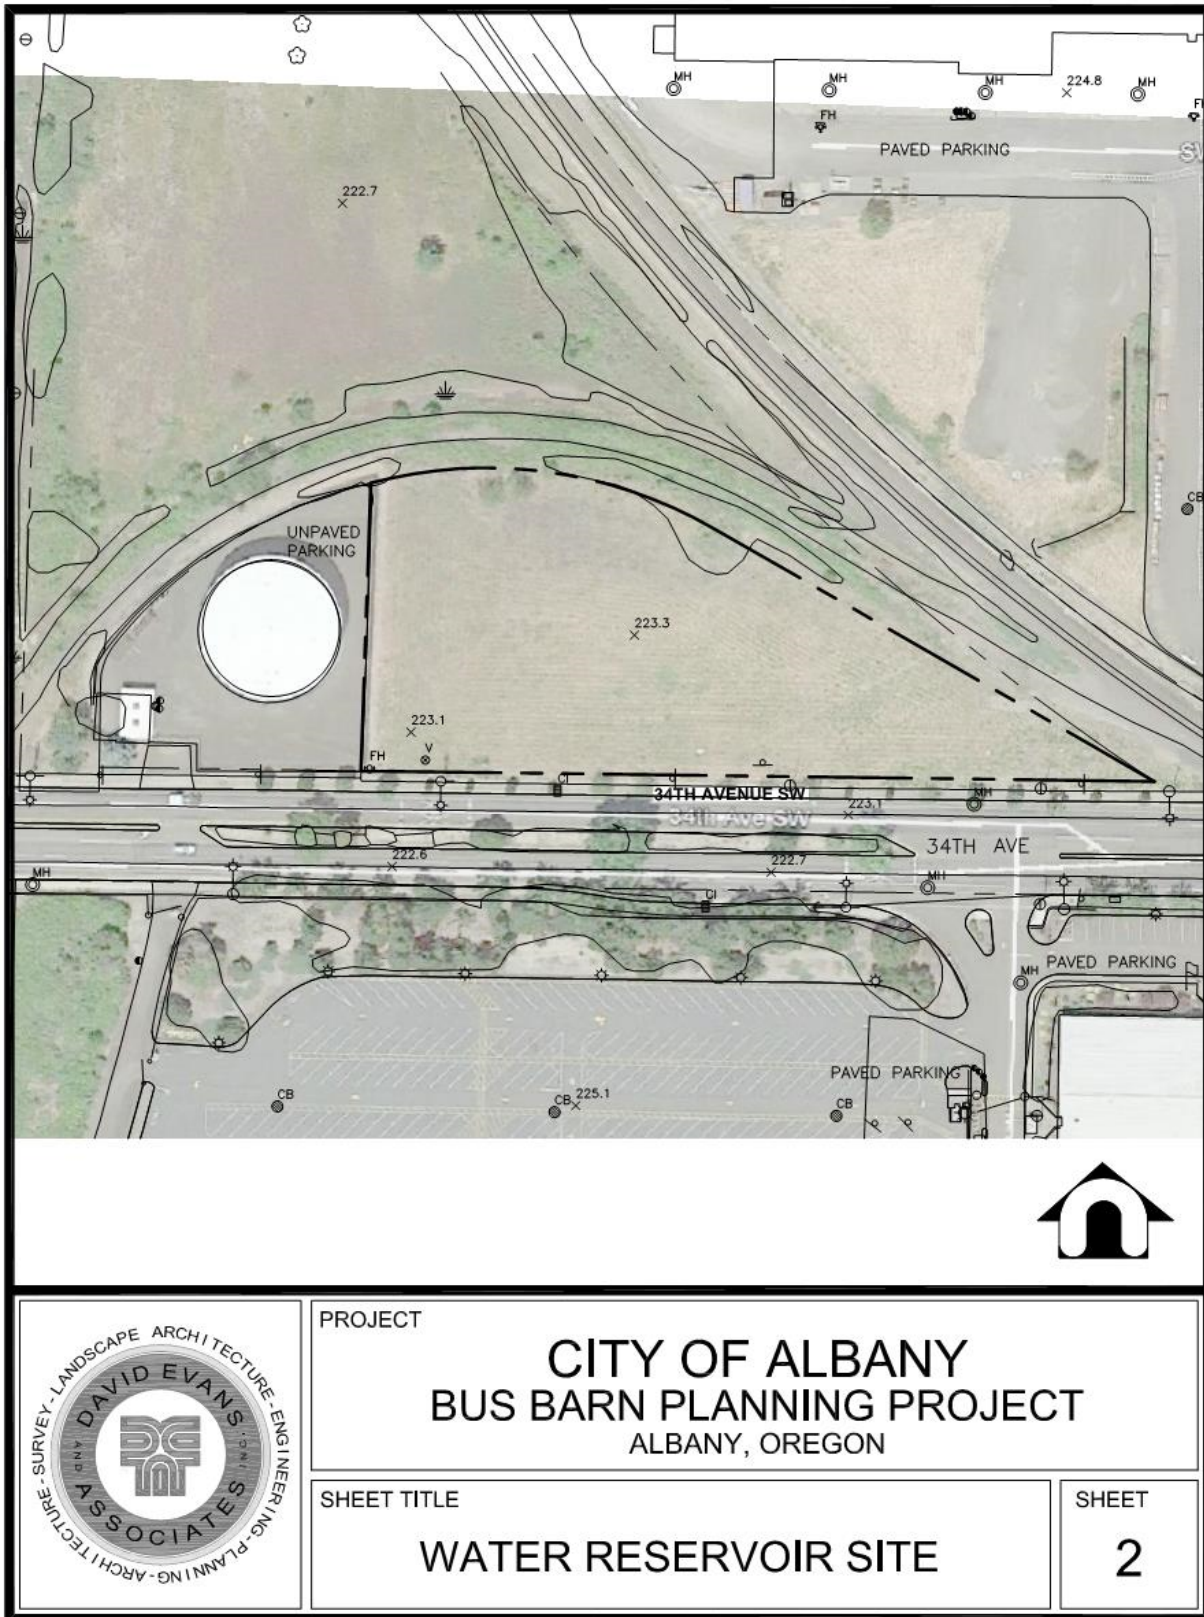 MH
MH
MH
224.8
FH
FH
PAVED PARKING
222.7
CB
UNPAVED
PARKING
223.3
223.1
V
FH
CI
34TH AVENUE SW
34th Ave SW
MH
223.1
34TH AVE
222.6
222.7
MH
MH
CI
MH
PAVED PARKING
PAVED PARKING
CB
CB
225.1
CB
LANDSCAPE ARCHITECTURE-ENGINEERING-PLANNING-ARCHITECTURE-SURVEY-
DAVID EVANS
AND
INC.
ASSOCIATES
PROJECT
CITY OF ALBANY
BUS BARN PLANNING PROJECT
ALBANY, OREGON
SHEET TITLE
WATER RESERVOIR SITE
SHEET
2